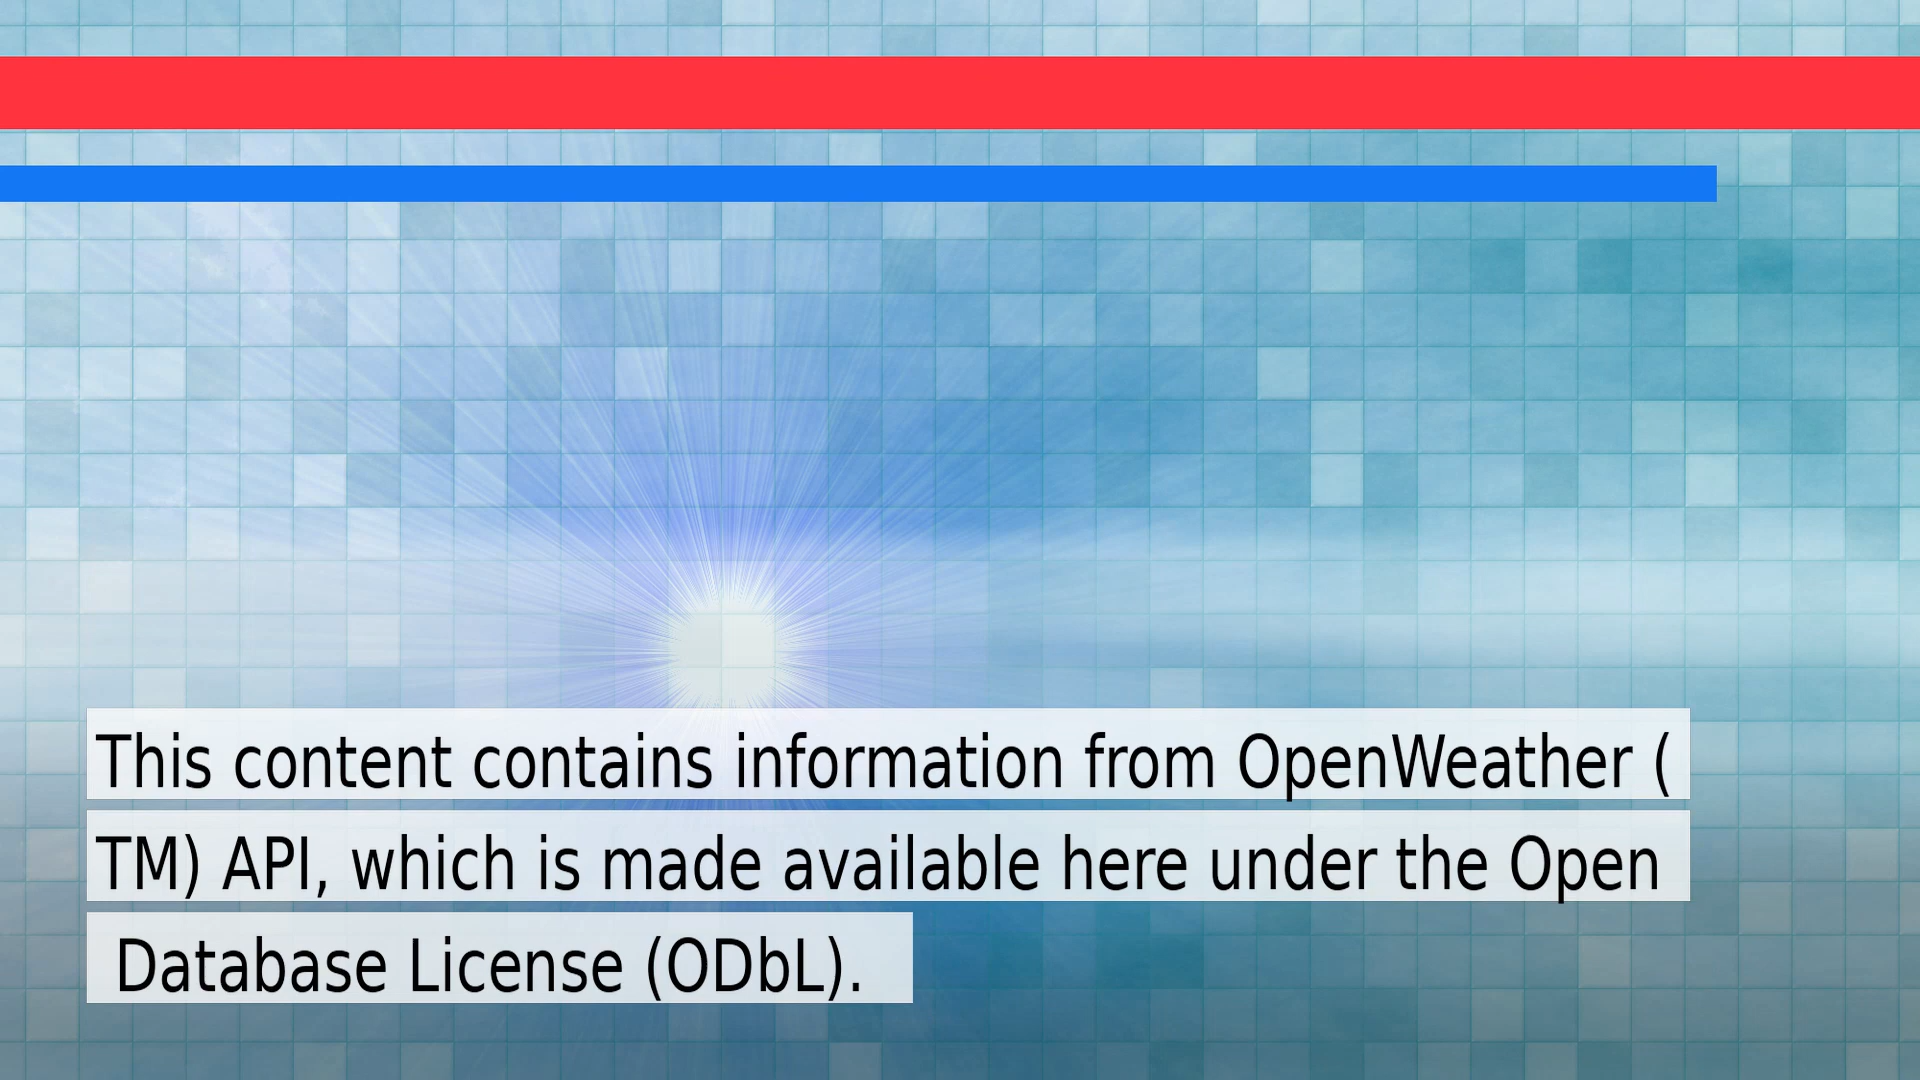 This content contains information from OpenWeather (
TM) API, which is made available here under the Open
Database License (ODbL).